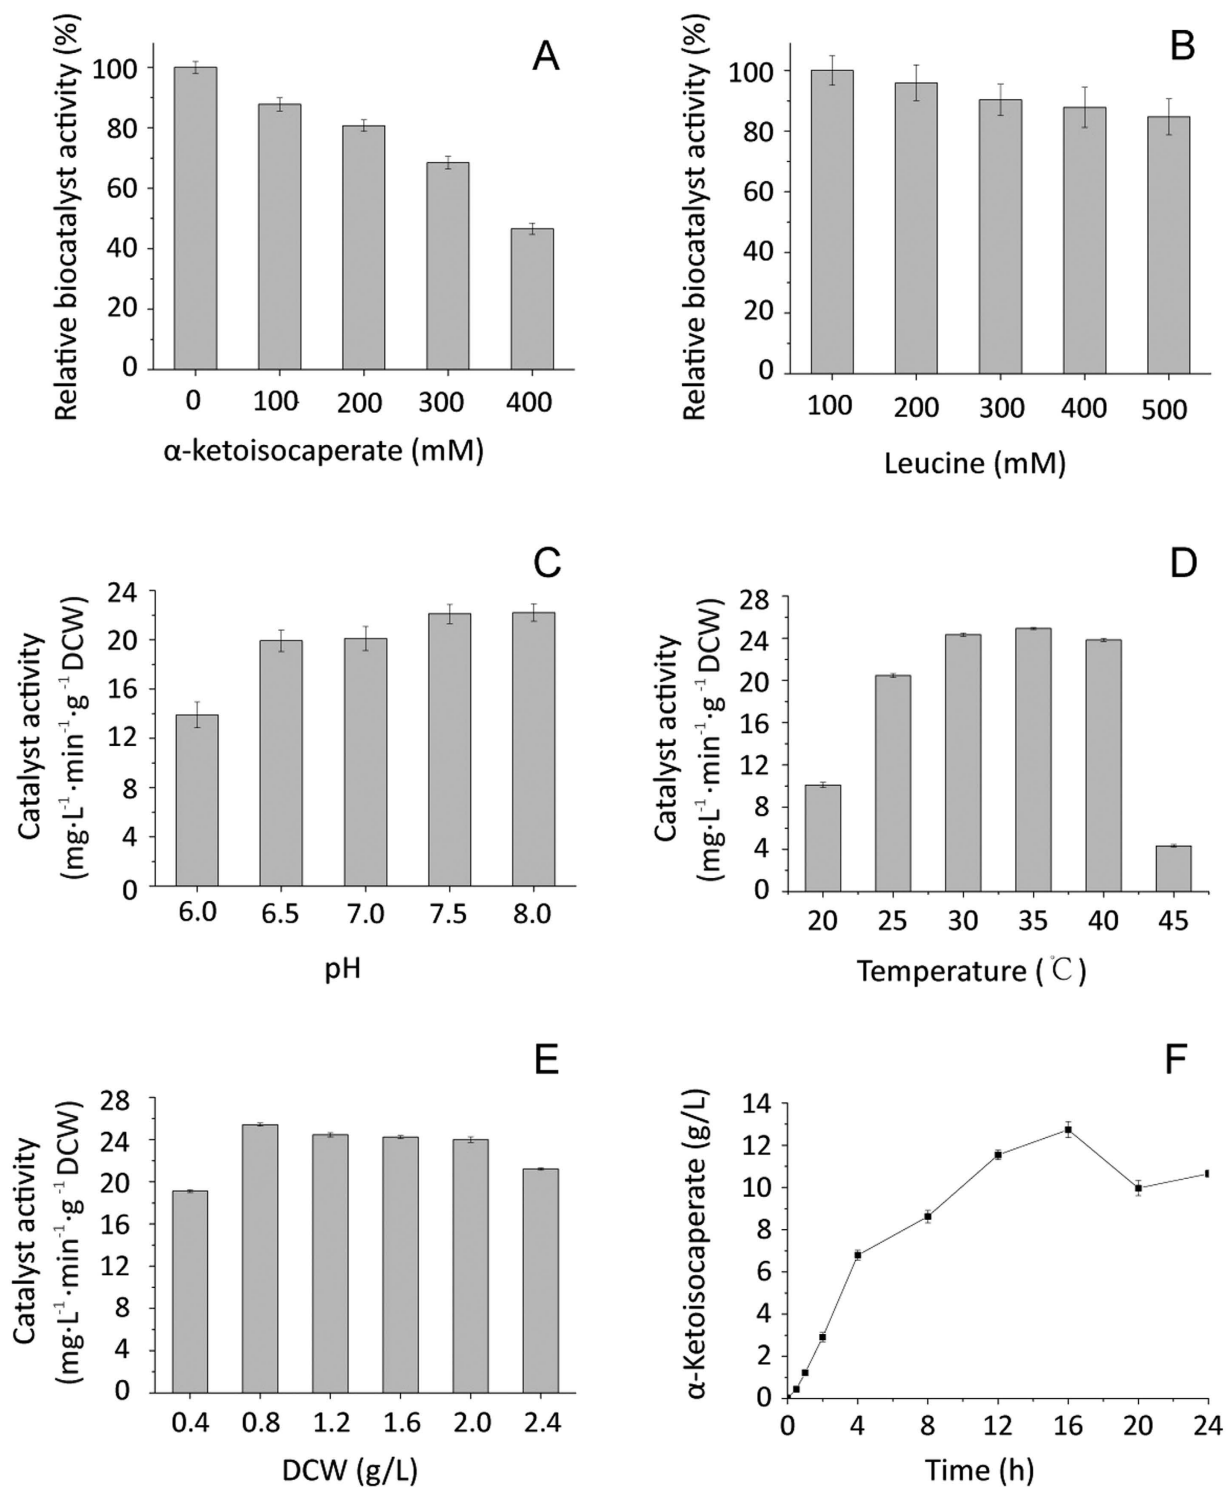 A
Relative biocatalyst activity (%)
100
80
60
40
20
0
0 100 200 300 400
α-ketoisocaperate (mM)
B
Relative biocatalyst activity (%)
100
80
60
40
20
0
100 200 300 400 500
Leucine (mM)
C
Catalyst activity
(mg·L⁻¹·min⁻¹·g⁻¹DCW)
24
20
16
12
8
4
0
6.0 6.5 7.0 7.5 8.0
pH
D
Catalyst activity
(mg·L⁻¹·min⁻¹·g⁻¹DCW)
28
24
20
16
12
8
4
0
20 25 30 35 40 45
Temperature (℃)
E
Catalyst activity
(mg·L⁻¹·min⁻¹·g⁻¹DCW)
28
24
20
16
12
8
4
0
0.4 0.8 1.2 1.6 2.0 2.4
DCW (g/L)
F
α-Ketoisocaperate (g/L)
14
12
10
8
6
4
2
0
0 4 8 12 16 20 24
Time (h)